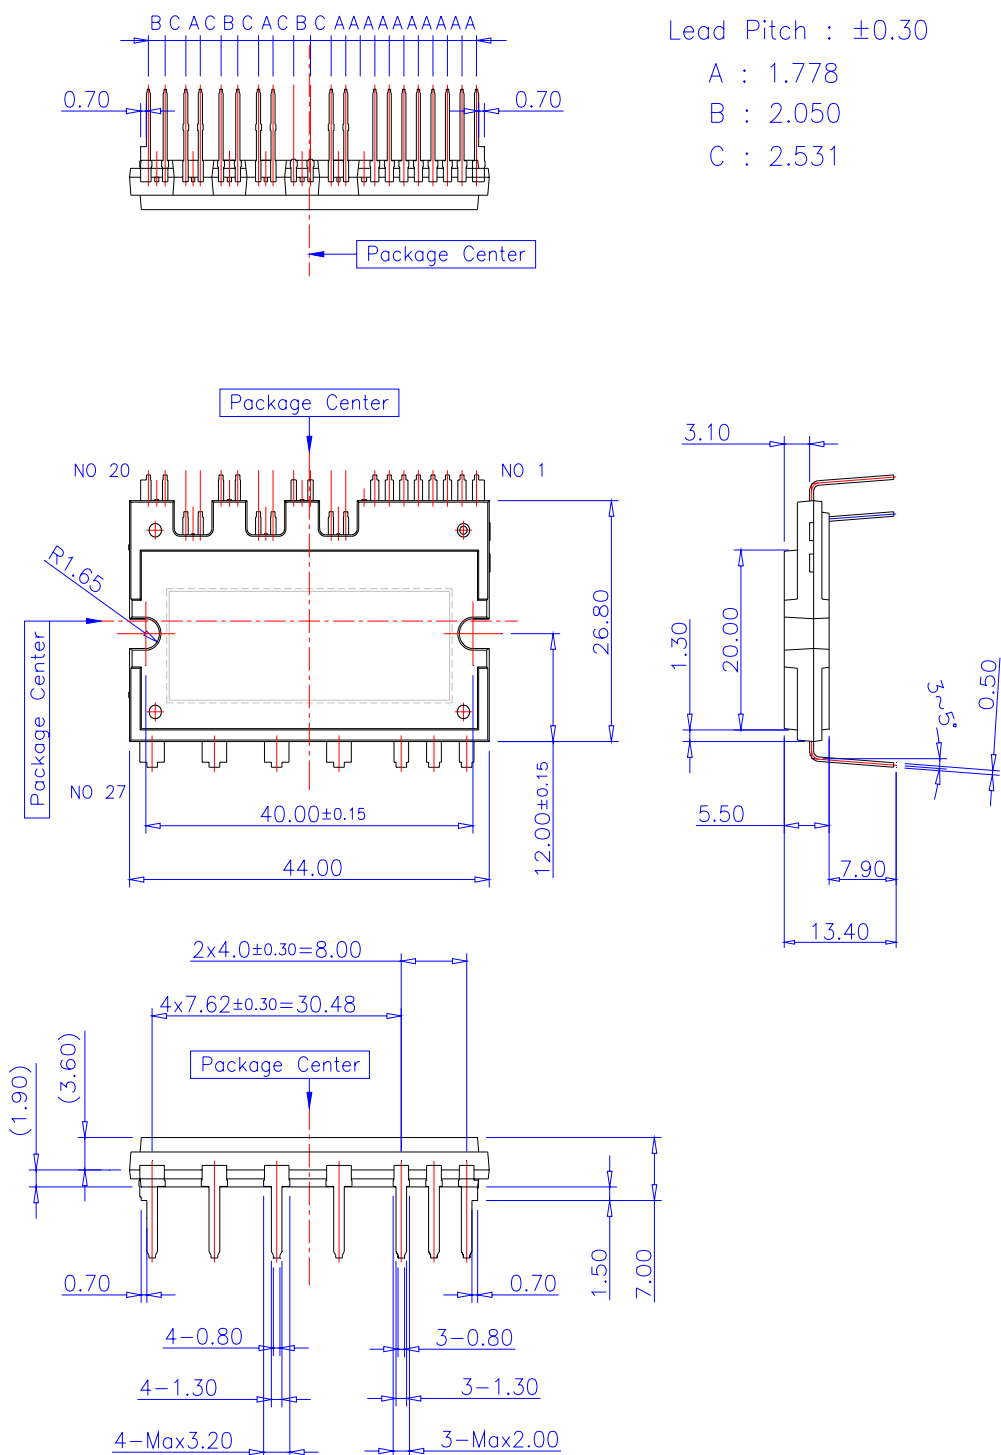 B C A C B C A C B C A A A A A A A A A A
Lead Pitch : ±0.30
A : 1.778
B : 2.050
C : 2.531
0.70
0.70
Package Center
Package Center
NO 20
NO 1
R1.65
Package Center
NO 27
26.80
12.00±0.15
40.00±0.15
44.00
3.10
1.30
20.00
3~5°
0.50
5.50
7.90
13.40
2x4.0±0.30=8.00
4x7.62±0.30=30.48
Package Center
(1.90)
(3.60)
1.50
7.00
0.70
0.70
4-0.80
3-0.80
4-1.30
3-1.30
4-Max3.20
3-Max2.00